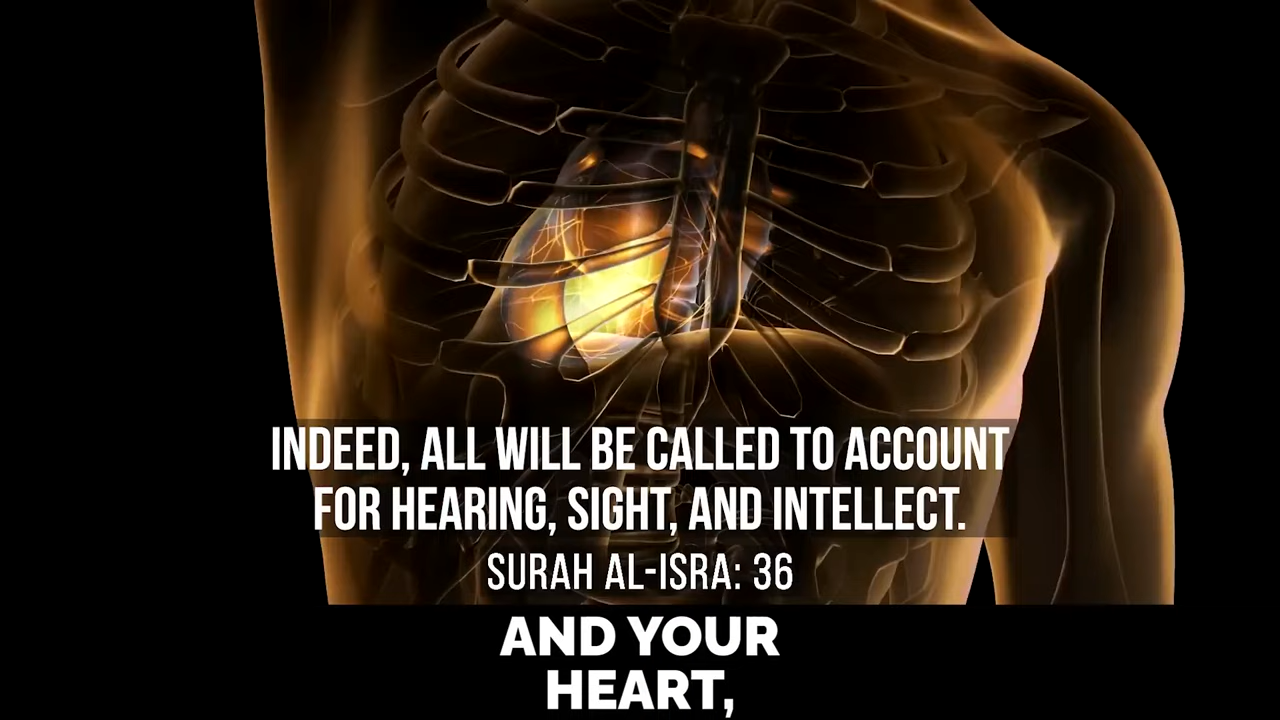 INDEED, ALL WILL BE CALLED TO ACCOUNT
FOR HEARING, SIGHT, AND INTELLECT.
SURAH AL-ISRA: 36
AND YOUR
HEART,